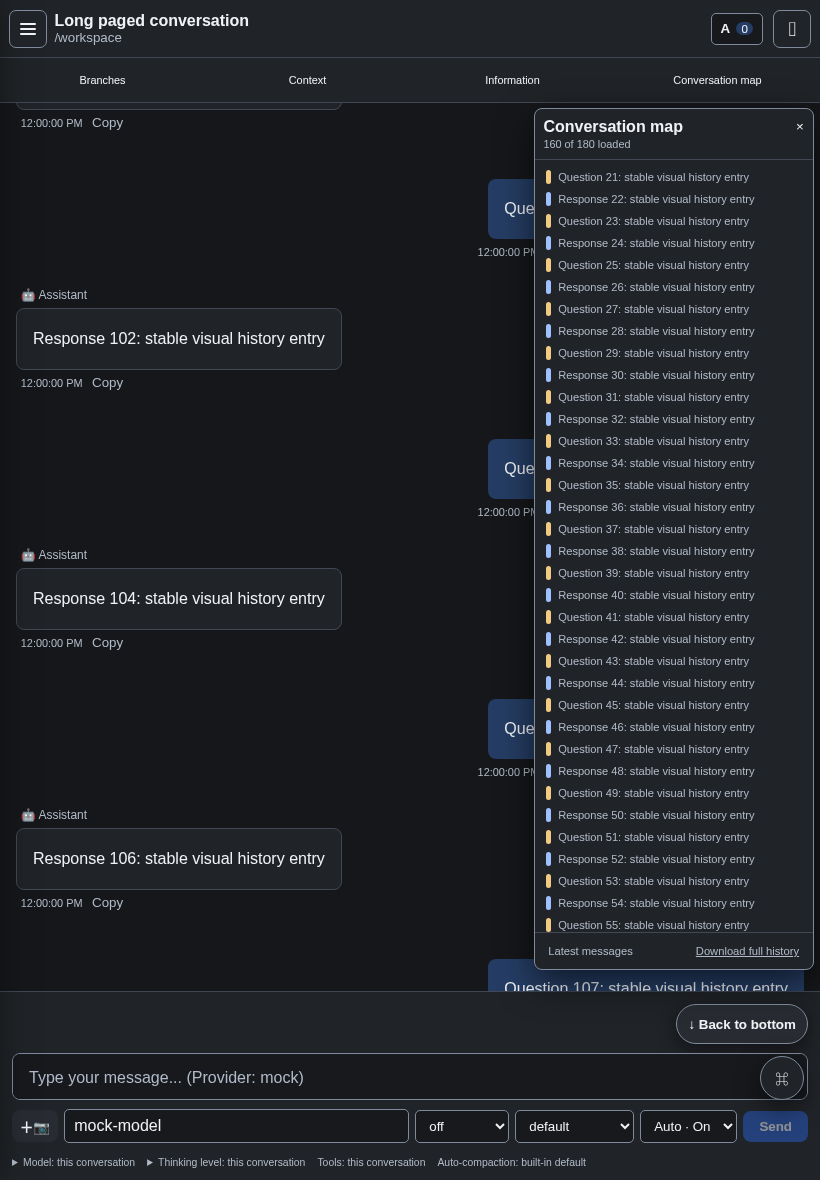 Long paged conversation
/workspace
A 0
Branches Context Information Conversation map
12:00:00 PM Copy
Que
12:00:00 PM
🤖 Assistant
Response 102: stable visual history entry
12:00:00 PM Copy
Que
12:00:00 PM
🤖 Assistant
Response 104: stable visual history entry
12:00:00 PM Copy
Que
12:00:00 PM
🤖 Assistant
Response 106: stable visual history entry
12:00:00 PM Copy
Question 107: stable visual history entry
Conversation map ×
160 of 180 loaded
Question 21: stable visual history entry
Response 22: stable visual history entry
Question 23: stable visual history entry
Response 24: stable visual history entry
Question 25: stable visual history entry
Response 26: stable visual history entry
Question 27: stable visual history entry
Response 28: stable visual history entry
Question 29: stable visual history entry
Response 30: stable visual history entry
Question 31: stable visual history entry
Response 32: stable visual history entry
Question 33: stable visual history entry
Response 34: stable visual history entry
Question 35: stable visual history entry
Response 36: stable visual history entry
Question 37: stable visual history entry
Response 38: stable visual history entry
Question 39: stable visual history entry
Response 40: stable visual history entry
Question 41: stable visual history entry
Response 42: stable visual history entry
Question 43: stable visual history entry
Response 44: stable visual history entry
Question 45: stable visual history entry
Response 46: stable visual history entry
Question 47: stable visual history entry
Response 48: stable visual history entry
Question 49: stable visual history entry
Response 50: stable visual history entry
Question 51: stable visual history entry
Response 52: stable visual history entry
Question 53: stable visual history entry
Response 54: stable visual history entry
Question 55: stable visual history entry
Latest messages Download full history
↓ Back to bottom
Type your message... (Provider: mock)
⌘
+📷 mock-model off default Auto · On Send
▶ Model: this conversation ▶ Thinking level: this conversation Tools: this conversation Auto-compaction: built-in default